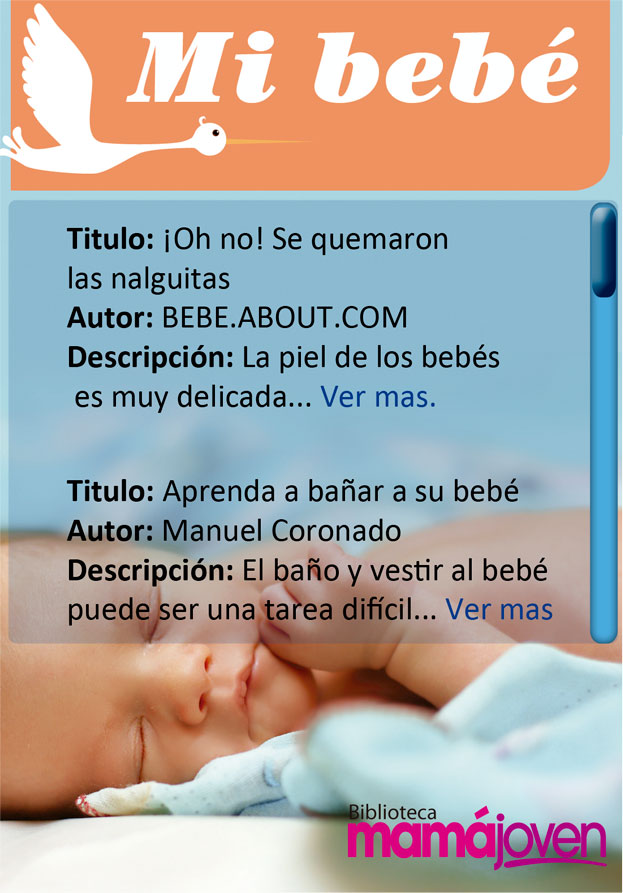 Mi bebé
Titulo: ¡Oh no! Se quemaron
las nalguitas
Autor: BEBE.ABOUT.COM
Descripción: La piel de los bebés
es muy delicada... Ver mas.
Titulo: Aprenda a bañar a su bebé
Autor: Manuel Coronado
Descripción: El baño y vestir al bebé
puede ser una tarea difícil... Ver mas
Biblioteca
mamájoven